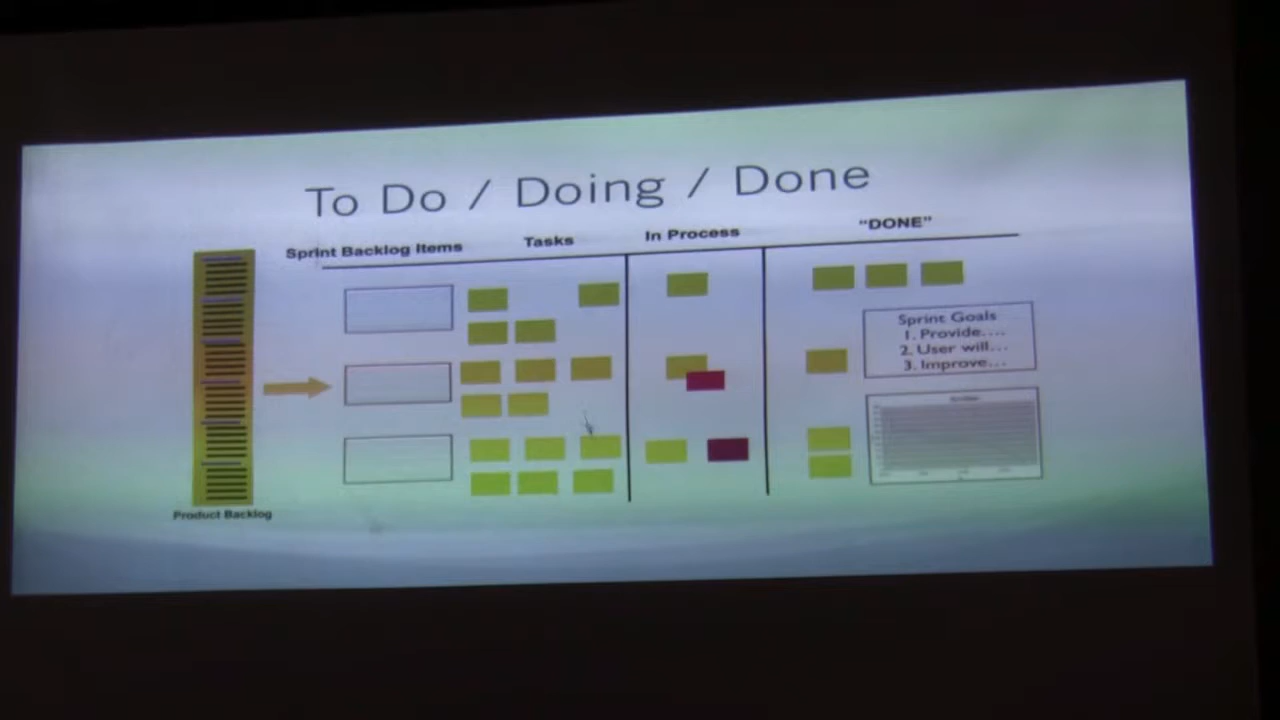 To Do / Doing / Done
Sprint Backlog Items
Tasks
In Process
“DONE”
Sprint Goals
1. Provide....
2. User will...
3. Improve...
Product Backlog